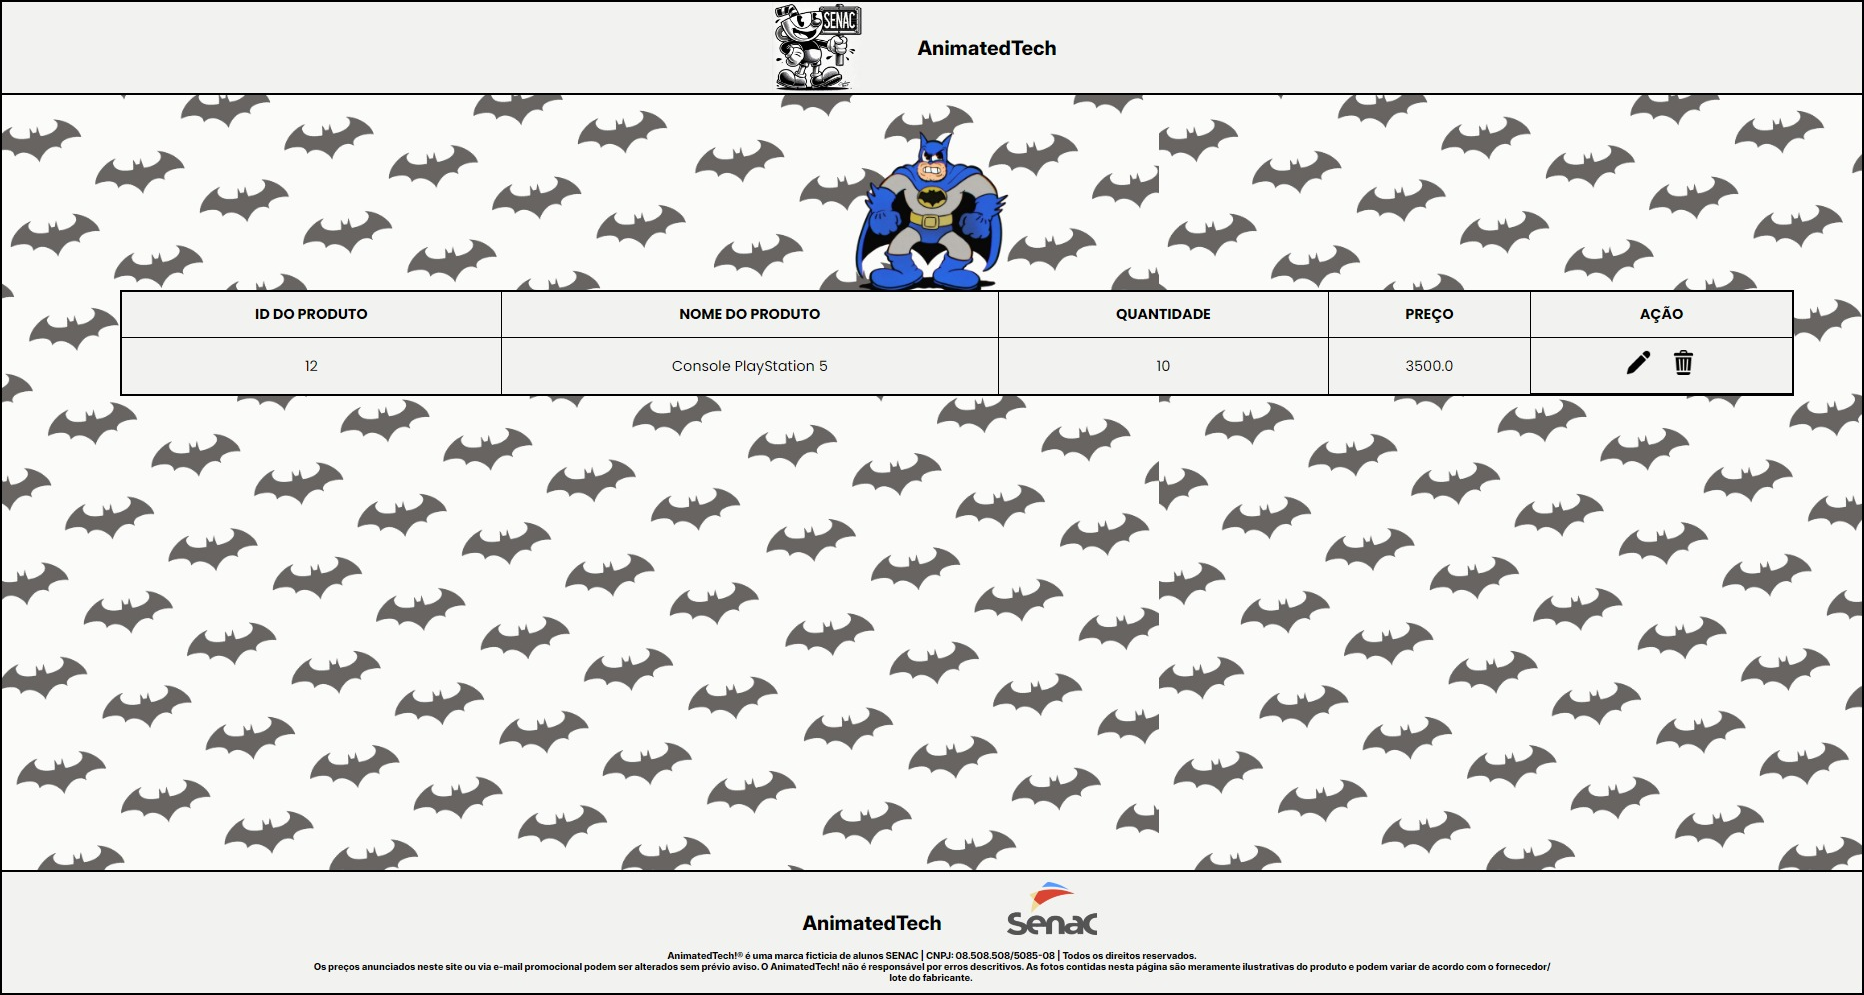 SENAC
AnimatedTech
ID DO PRODUTO NOME DO PRODUTO QUANTIDADE PREÇO AÇÃO
12 Console PlayStation 5 10 3500.0
AnimatedTech
Senac
AnimatedTech!® é uma marca ficticia de alunos SENAC | CNPJ: 08.508.508/5085-08 | Todos os direitos reservados.
Os preços anunciados neste site ou via e-mail promocional podem ser alterados sem prévio aviso. O AnimatedTech! não é responsável por erros descritivos. As fotos contidas nesta página são meramente ilustrativas do produto e podem variar de acordo com o fornecedor/
lote do fabricante.